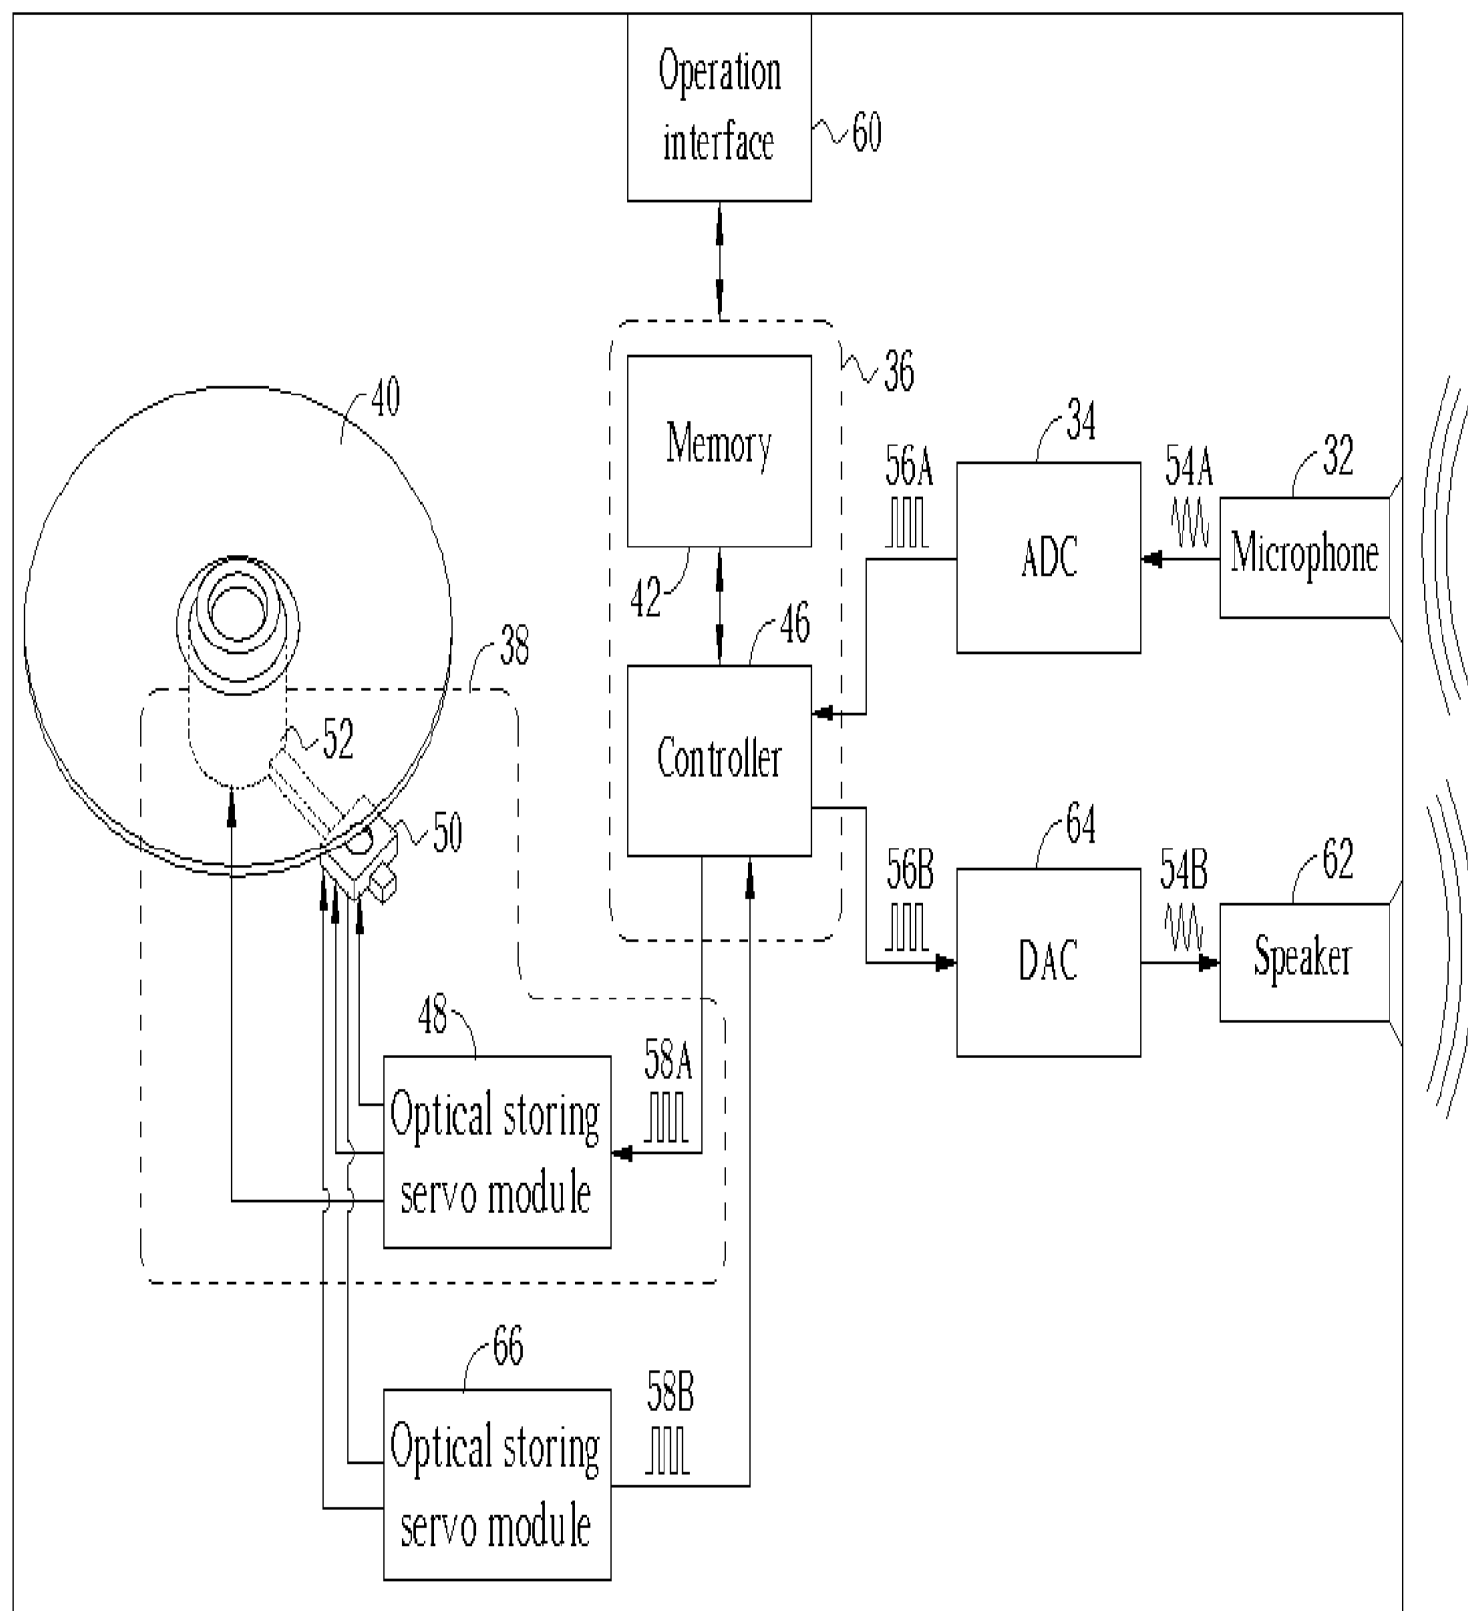 Operation
interface
60
36
40
Memory
34
56A
54A
32
ADC
Microphone
42
46
38
52
Controller
50
64
56B
54B
62
DAC
Speaker
48
58A
Optical storing
servo module
66
58B
Optical storing
servo module